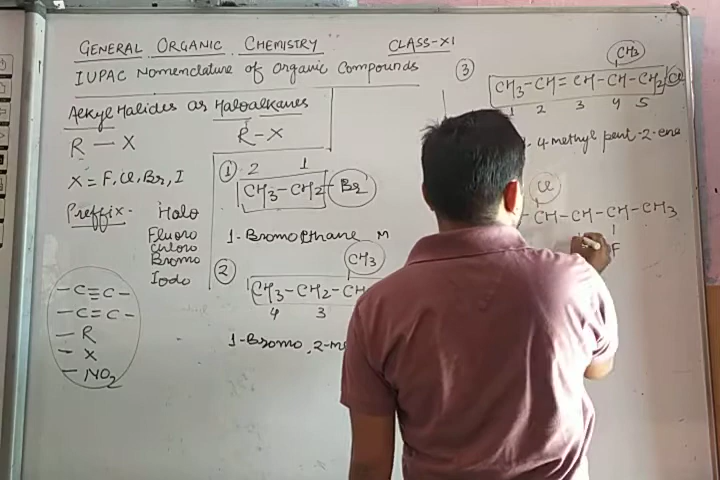 GENERAL ORGANIC CHEMISTRY CLASS-XI
IUPAC Nomenclature of Organic Compounds
Alkyl Halides as Haloalkanes
R — X R-X
X = F, Cl, Br, I
Preffix - Halo
Fluoro
Chloro
Bromo
Iodo
-C≡C-
-C=C-
- R
- X
- NO2
① 2 1
CH3-CH2-Br
1-BromoEthane
②
CH3
CH3-CH2-CH
4 3
1-Bromo, 2-me
③
CH3
CH3-CH=CH-CH-CH2 Cl
1 2 3 4 5
4-methyl pent-2-ene
Cl
-CH-CH-CH-CH3
F